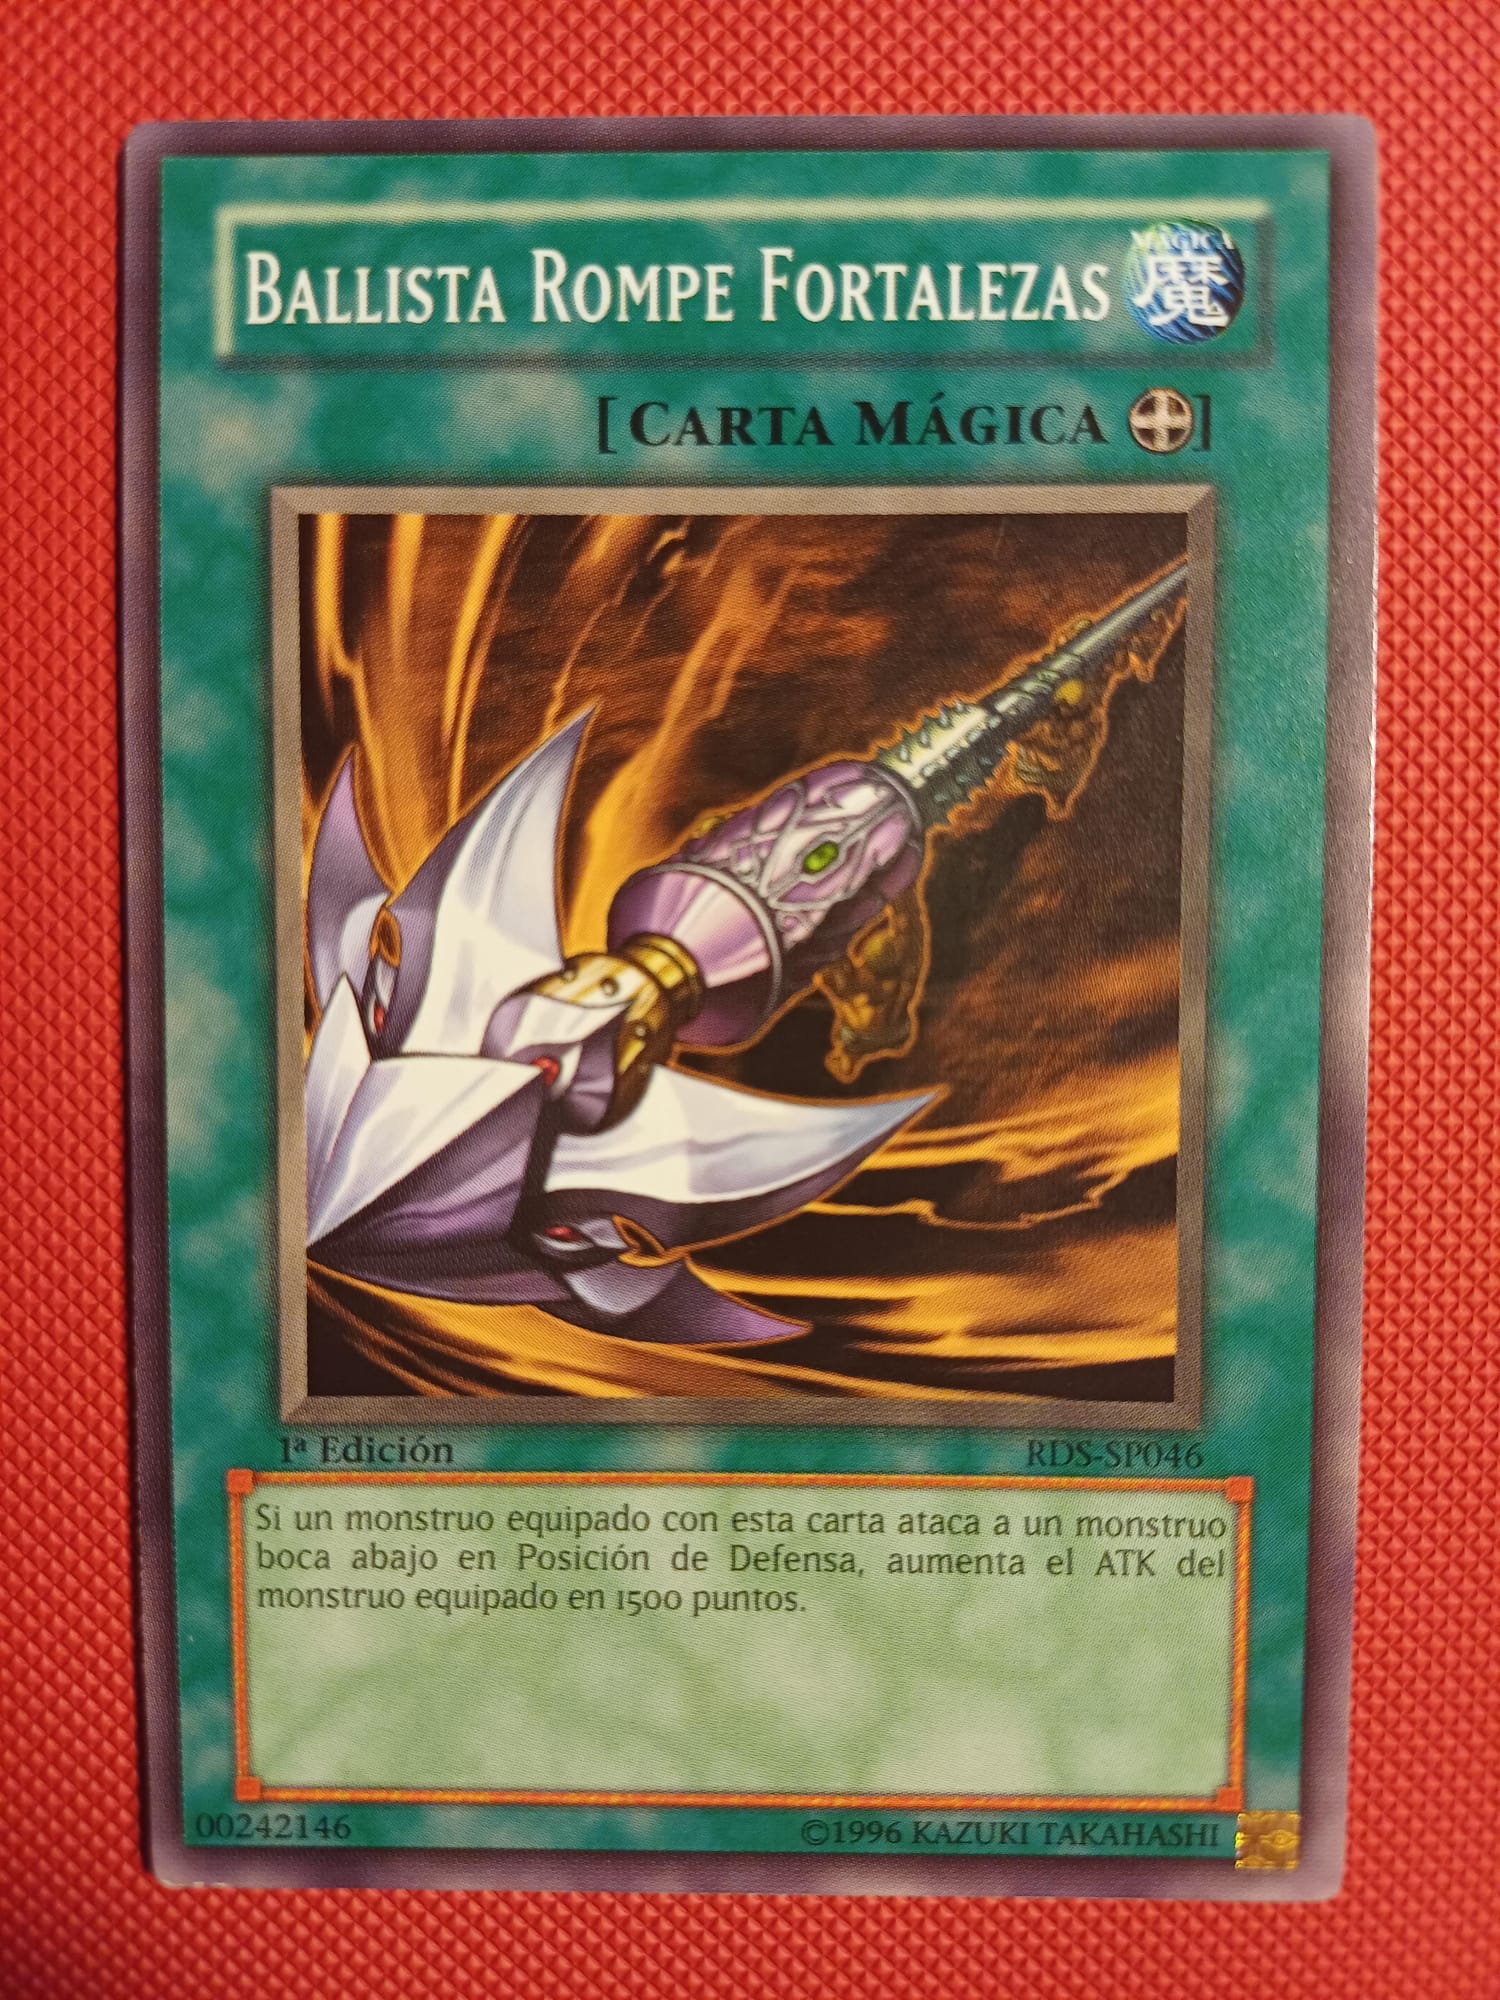 BALLISTA ROMPE FORTALEZAS
MÁGICA
魔
[CARTA MÁGICA]
1ª Edición
RDS-SP046
Si un monstruo equipado con esta carta ataca a un monstruo
boca abajo en Posición de Defensa, aumenta el ATK del
monstruo equipado en 1500 puntos.
00242146
©1996 KAZUKI TAKAHASHI